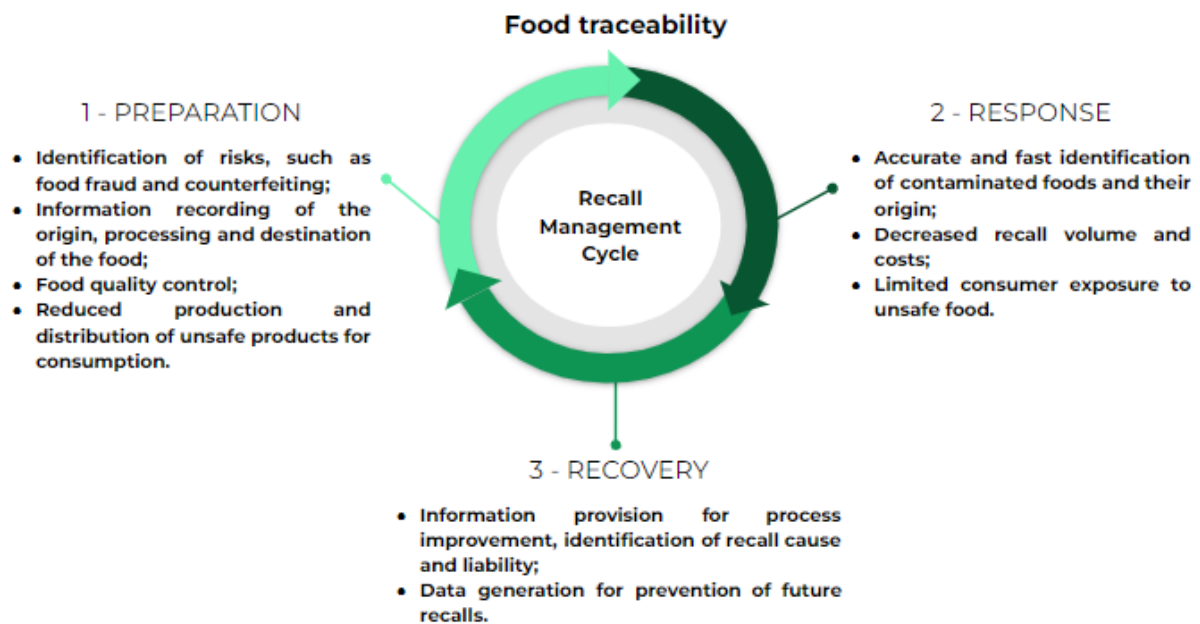 Food traceability
1 - PREPARATION
• Identification of risks, such as
food fraud and counterfeiting;
• Information recording of the
origin, processing and destination
of the food;
• Food quality control;
• Reduced production and
distribution of unsafe products for
consumption.
Recall
Management
Cycle
2 - RESPONSE
• Accurate and fast identification
of contaminated foods and their
origin;
• Decreased recall volume and
costs;
• Limited consumer exposure to
unsafe food.
3 - RECOVERY
• Information provision for process
improvement, identification of recall cause
and liability;
• Data generation for prevention of future
recalls.